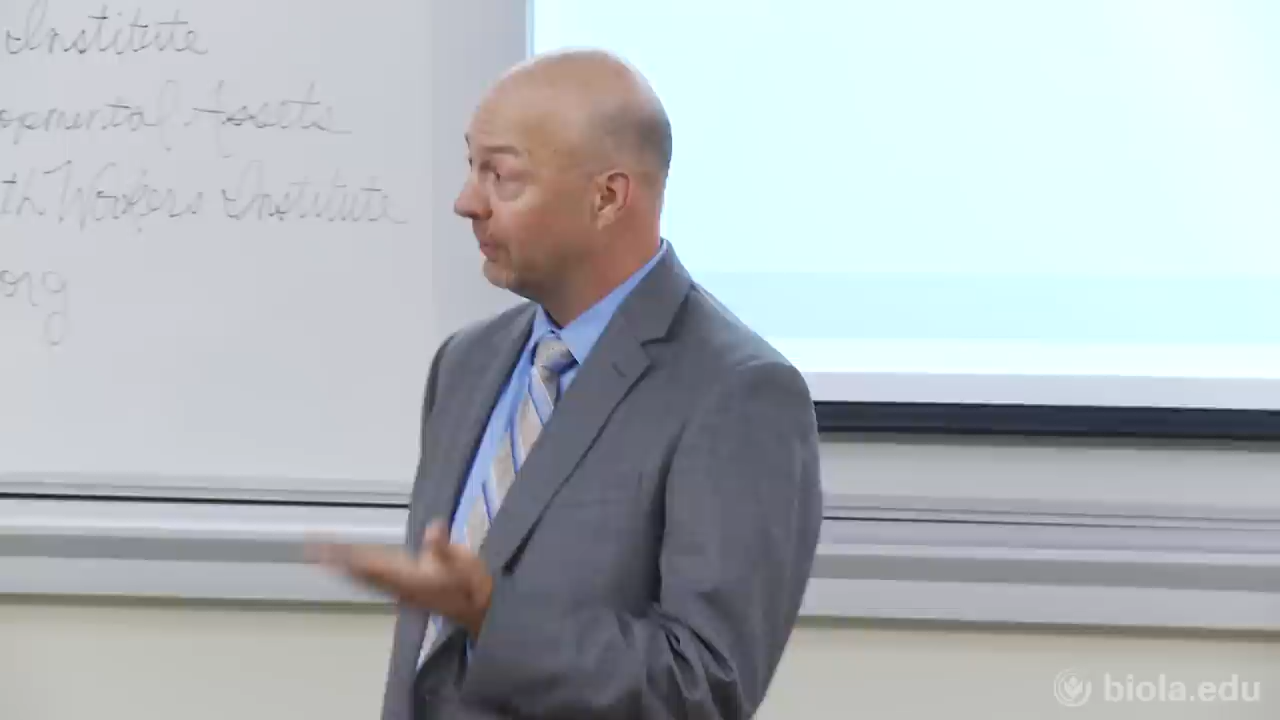 Institute
opmental Assets
th Workers Institute
org
biola.edu